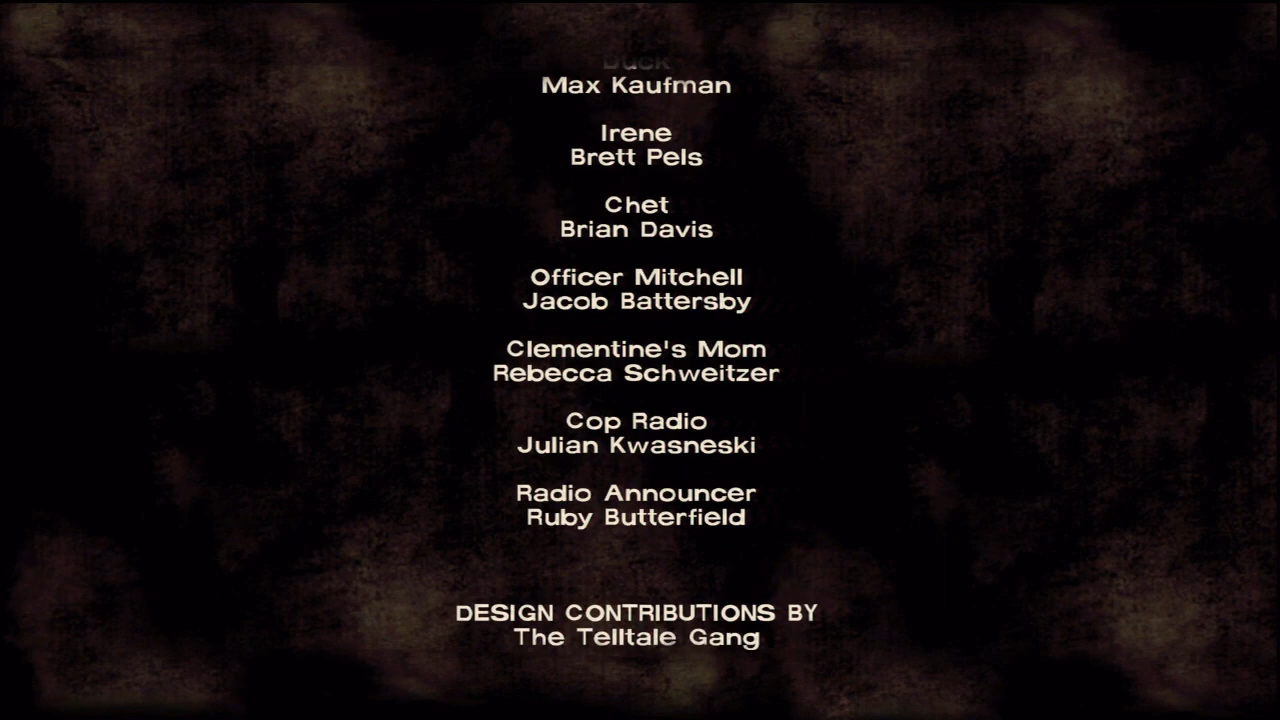 Duck
Max Kaufman
Irene
Brett Pels
Chet
Brian Davis
Officer Mitchell
Jacob Battersby
Clementine's Mom
Rebecca Schweitzer
Cop Radio
Julian Kwasneski
Radio Announcer
Ruby Butterfield
DESIGN CONTRIBUTIONS BY
The Telltale Gang